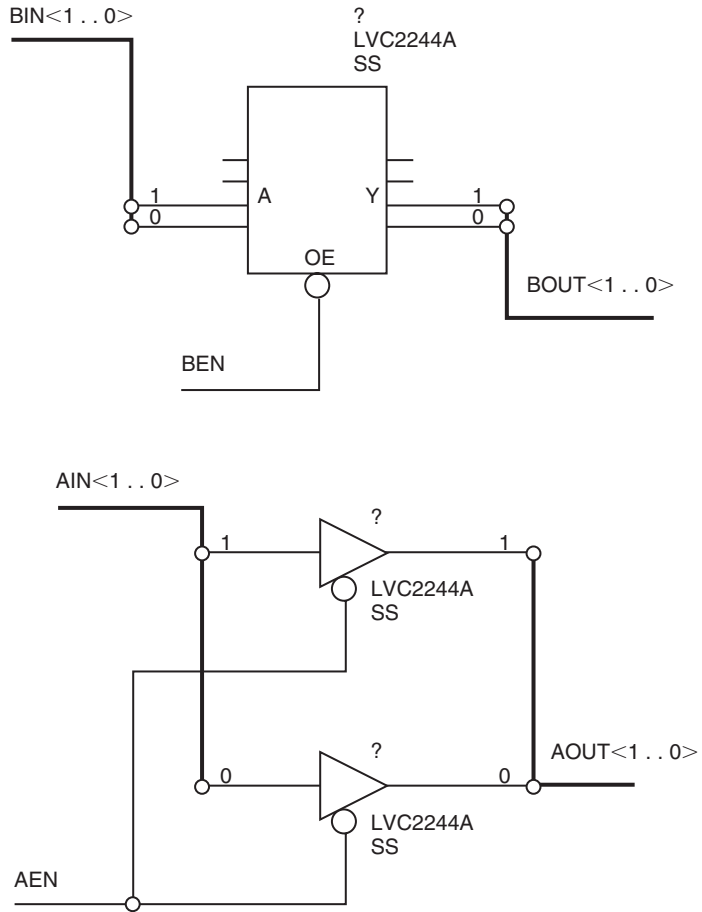 BIN<1 . . 0>
?
LVC2244A
SS
1
A
Y
1
0
0
OE
BOUT<1 . . 0>
BEN
AIN<1 . . 0>
?
1
1
LVC2244A
SS
?
AOUT<1 . . 0>
0
0
LVC2244A
SS
AEN